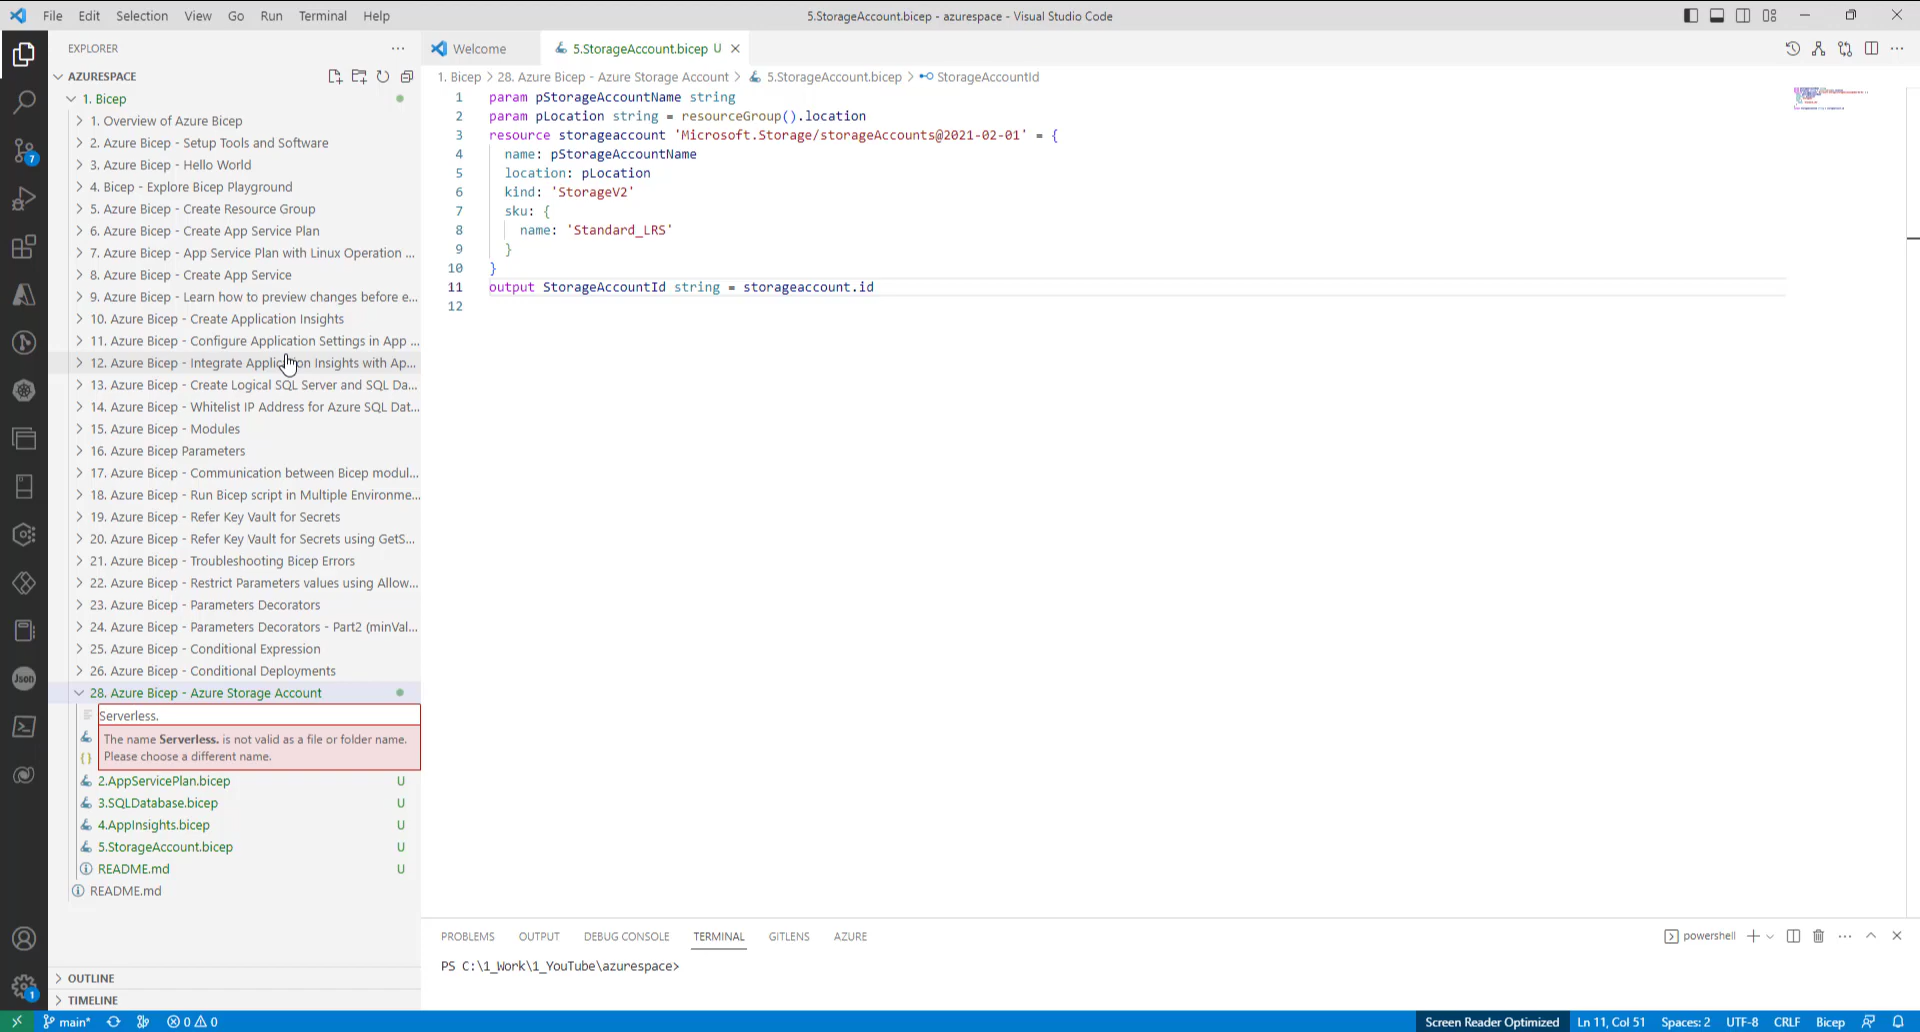 File Edit Selection View Go Run Terminal Help
5.StorageAccount.bicep - azurespace - Visual Studio Code
EXPLORER
AZURESPACE
1. Bicep
1. Overview of Azure Bicep
2. Azure Bicep - Setup Tools and Software
3. Azure Bicep - Hello World
4. Bicep - Explore Bicep Playground
5. Azure Bicep - Create Resource Group
6. Azure Bicep - Create App Service Plan
7. Azure Bicep - App Service Plan with Linux Operation ...
8. Azure Bicep - Create App Service
9. Azure Bicep - Learn how to preview changes before e...
10. Azure Bicep - Create Application Insights
11. Azure Bicep - Configure Application Settings in App ...
12. Azure Bicep - Integrate Application Insights with Ap...
13. Azure Bicep - Create Logical SQL Server and SQL Da...
14. Azure Bicep - Whitelist IP Address for Azure SQL Dat...
15. Azure Bicep - Modules
16. Azure Bicep Parameters
17. Azure Bicep - Communication between Bicep modul...
18. Azure Bicep - Run Bicep script in Multiple Environme...
19. Azure Bicep - Refer Key Vault for Secrets
20. Azure Bicep - Refer Key Vault for Secrets using GetS...
21. Azure Bicep - Troubleshooting Bicep Errors
22. Azure Bicep - Restrict Parameters values using Allow...
23. Azure Bicep - Parameters Decorators
24. Azure Bicep - Parameters Decorators - Part2 (minVal...
25. Azure Bicep - Conditional Expression
26. Azure Bicep - Conditional Deployments
28. Azure Bicep - Azure Storage Account
Serverless.
The name Serverless. is not valid as a file or folder name.
Please choose a different name.
2.AppServicePlan.bicep U
3.SQLDatabase.bicep U
4.AppInsights.bicep U
5.StorageAccount.bicep U
README.md U
README.md
OUTLINE
TIMELINE
7
Json
1
Welcome
5.StorageAccount.bicep U
1. Bicep > 28. Azure Bicep - Azure Storage Account > 5.StorageAccount.bicep > StorageAccountId
1 param pStorageAccountName string
2 param pLocation string = resourceGroup().location
3 resource storageaccount 'Microsoft.Storage/storageAccounts@2021-02-01' = {
4 name: pStorageAccountName
5 location: pLocation
6 kind: 'StorageV2'
7 sku: {
8 name: 'Standard_LRS'
9 }
10 }
11 output StorageAccountId string = storageaccount.id
12
PROBLEMS OUTPUT DEBUG CONSOLE TERMINAL GITLENS AZURE
powershell
PS C:\1_Work\1_YouTube\azurespace>
main* 0 0
Screen Reader Optimized Ln 11, Col 51 Spaces: 2 UTF-8 CRLF Bicep